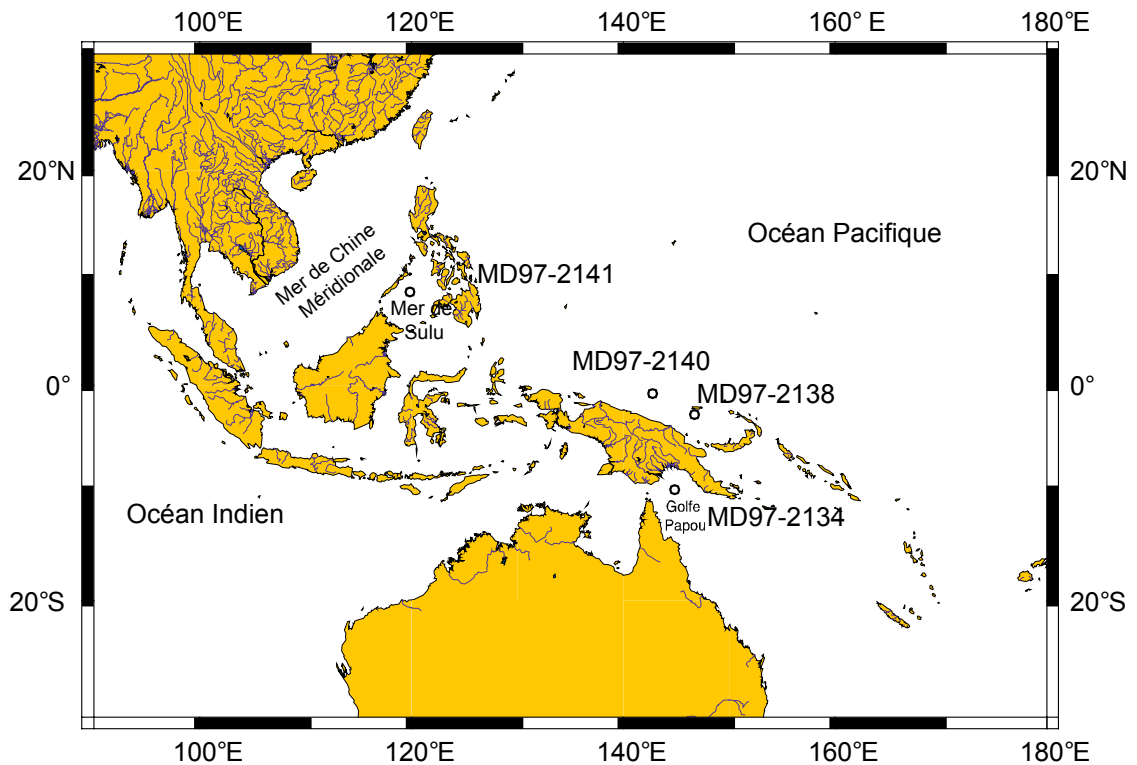 100°E 120°E 140°E 160°E 180°E
20°N 20°N
Océan Pacifique
Mer de Chine
Méridionale
MD97-2141
Mer de
Sulu
MD97-2140
0° 0°
MD97-2138
Océan Indien
Golfe
Papou
MD97-2134
20°S 20°S
100°E 120°E 140°E 160°E 180°E